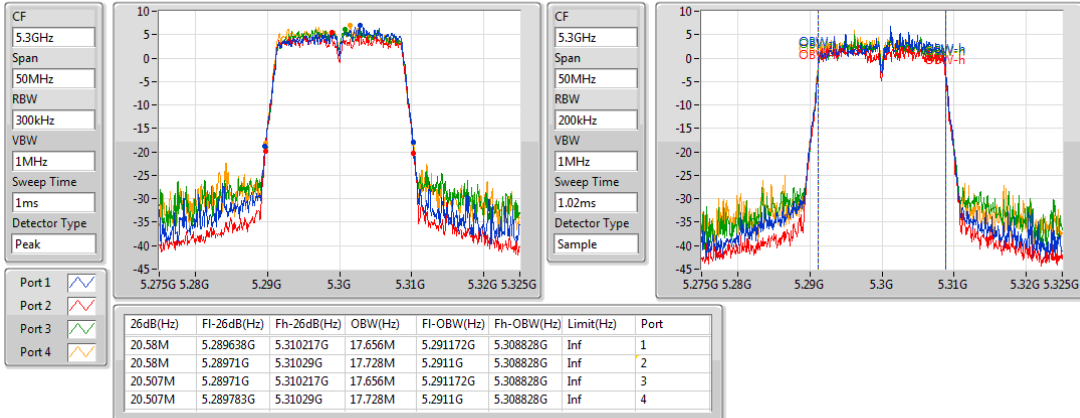 CF
5.3GHz
Span
50MHz
RBW
300kHz
VBW
1MHz
Sweep Time
1ms
Detector Type
Peak
10-
5-
0-
-5-
-10-
-15-
-20-
-25-
-30-
-35-
-40-
-45-
5.275G 5.28G 5.29G 5.3G 5.31G 5.32G 5.325G
CF
5.3GHz
Span
50MHz
RBW
200kHz
VBW
1MHz
Sweep Time
1.02ms
Detector Type
Sample
10-
5-
0-
-5-
-10-
-15-
-20-
-25-
-30-
-35-
-40-
-45-
OBW-h
OBW-h
5.275G 5.28G 5.29G 5.3G 5.31G 5.32G 5.325G
Port 1
Port 2
Port 3
Port 4
26dB(Hz) Fl-26dB(Hz) Fh-26dB(Hz) OBW(Hz) Fl-OBW(Hz) Fh-OBW(Hz) Limit(Hz) Port
20.58M 5.289638G 5.310217G 17.656M 5.291172G 5.308828G Inf 1
20.58M 5.28971G 5.31029G 17.728M 5.2911G 5.308828G Inf 2
20.507M 5.28971G 5.310217G 17.656M 5.291172G 5.308828G Inf 3
20.507M 5.289783G 5.31029G 17.728M 5.2911G 5.308828G Inf 4